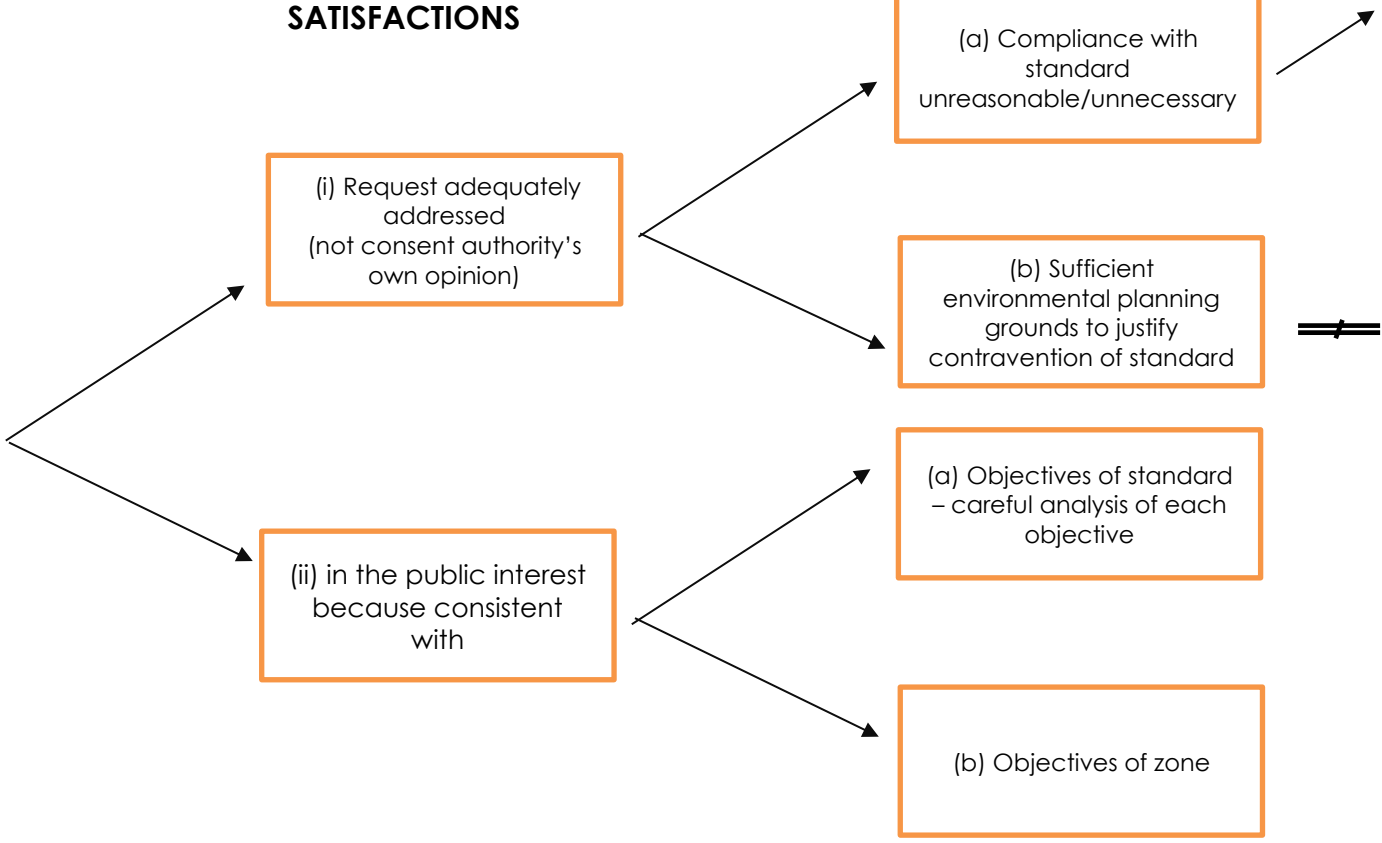 SATISFACTIONS
(a) Compliance with
standard
unreasonable/unnecessary
(i) Request adequately
addressed
(not consent authority’s
own opinion)
(b) Sufficient
environmental planning
grounds to justify
contravention of standard
(a) Objectives of standard
– careful analysis of each
objective
(ii) in the public interest
because consistent
with
(b) Objectives of zone